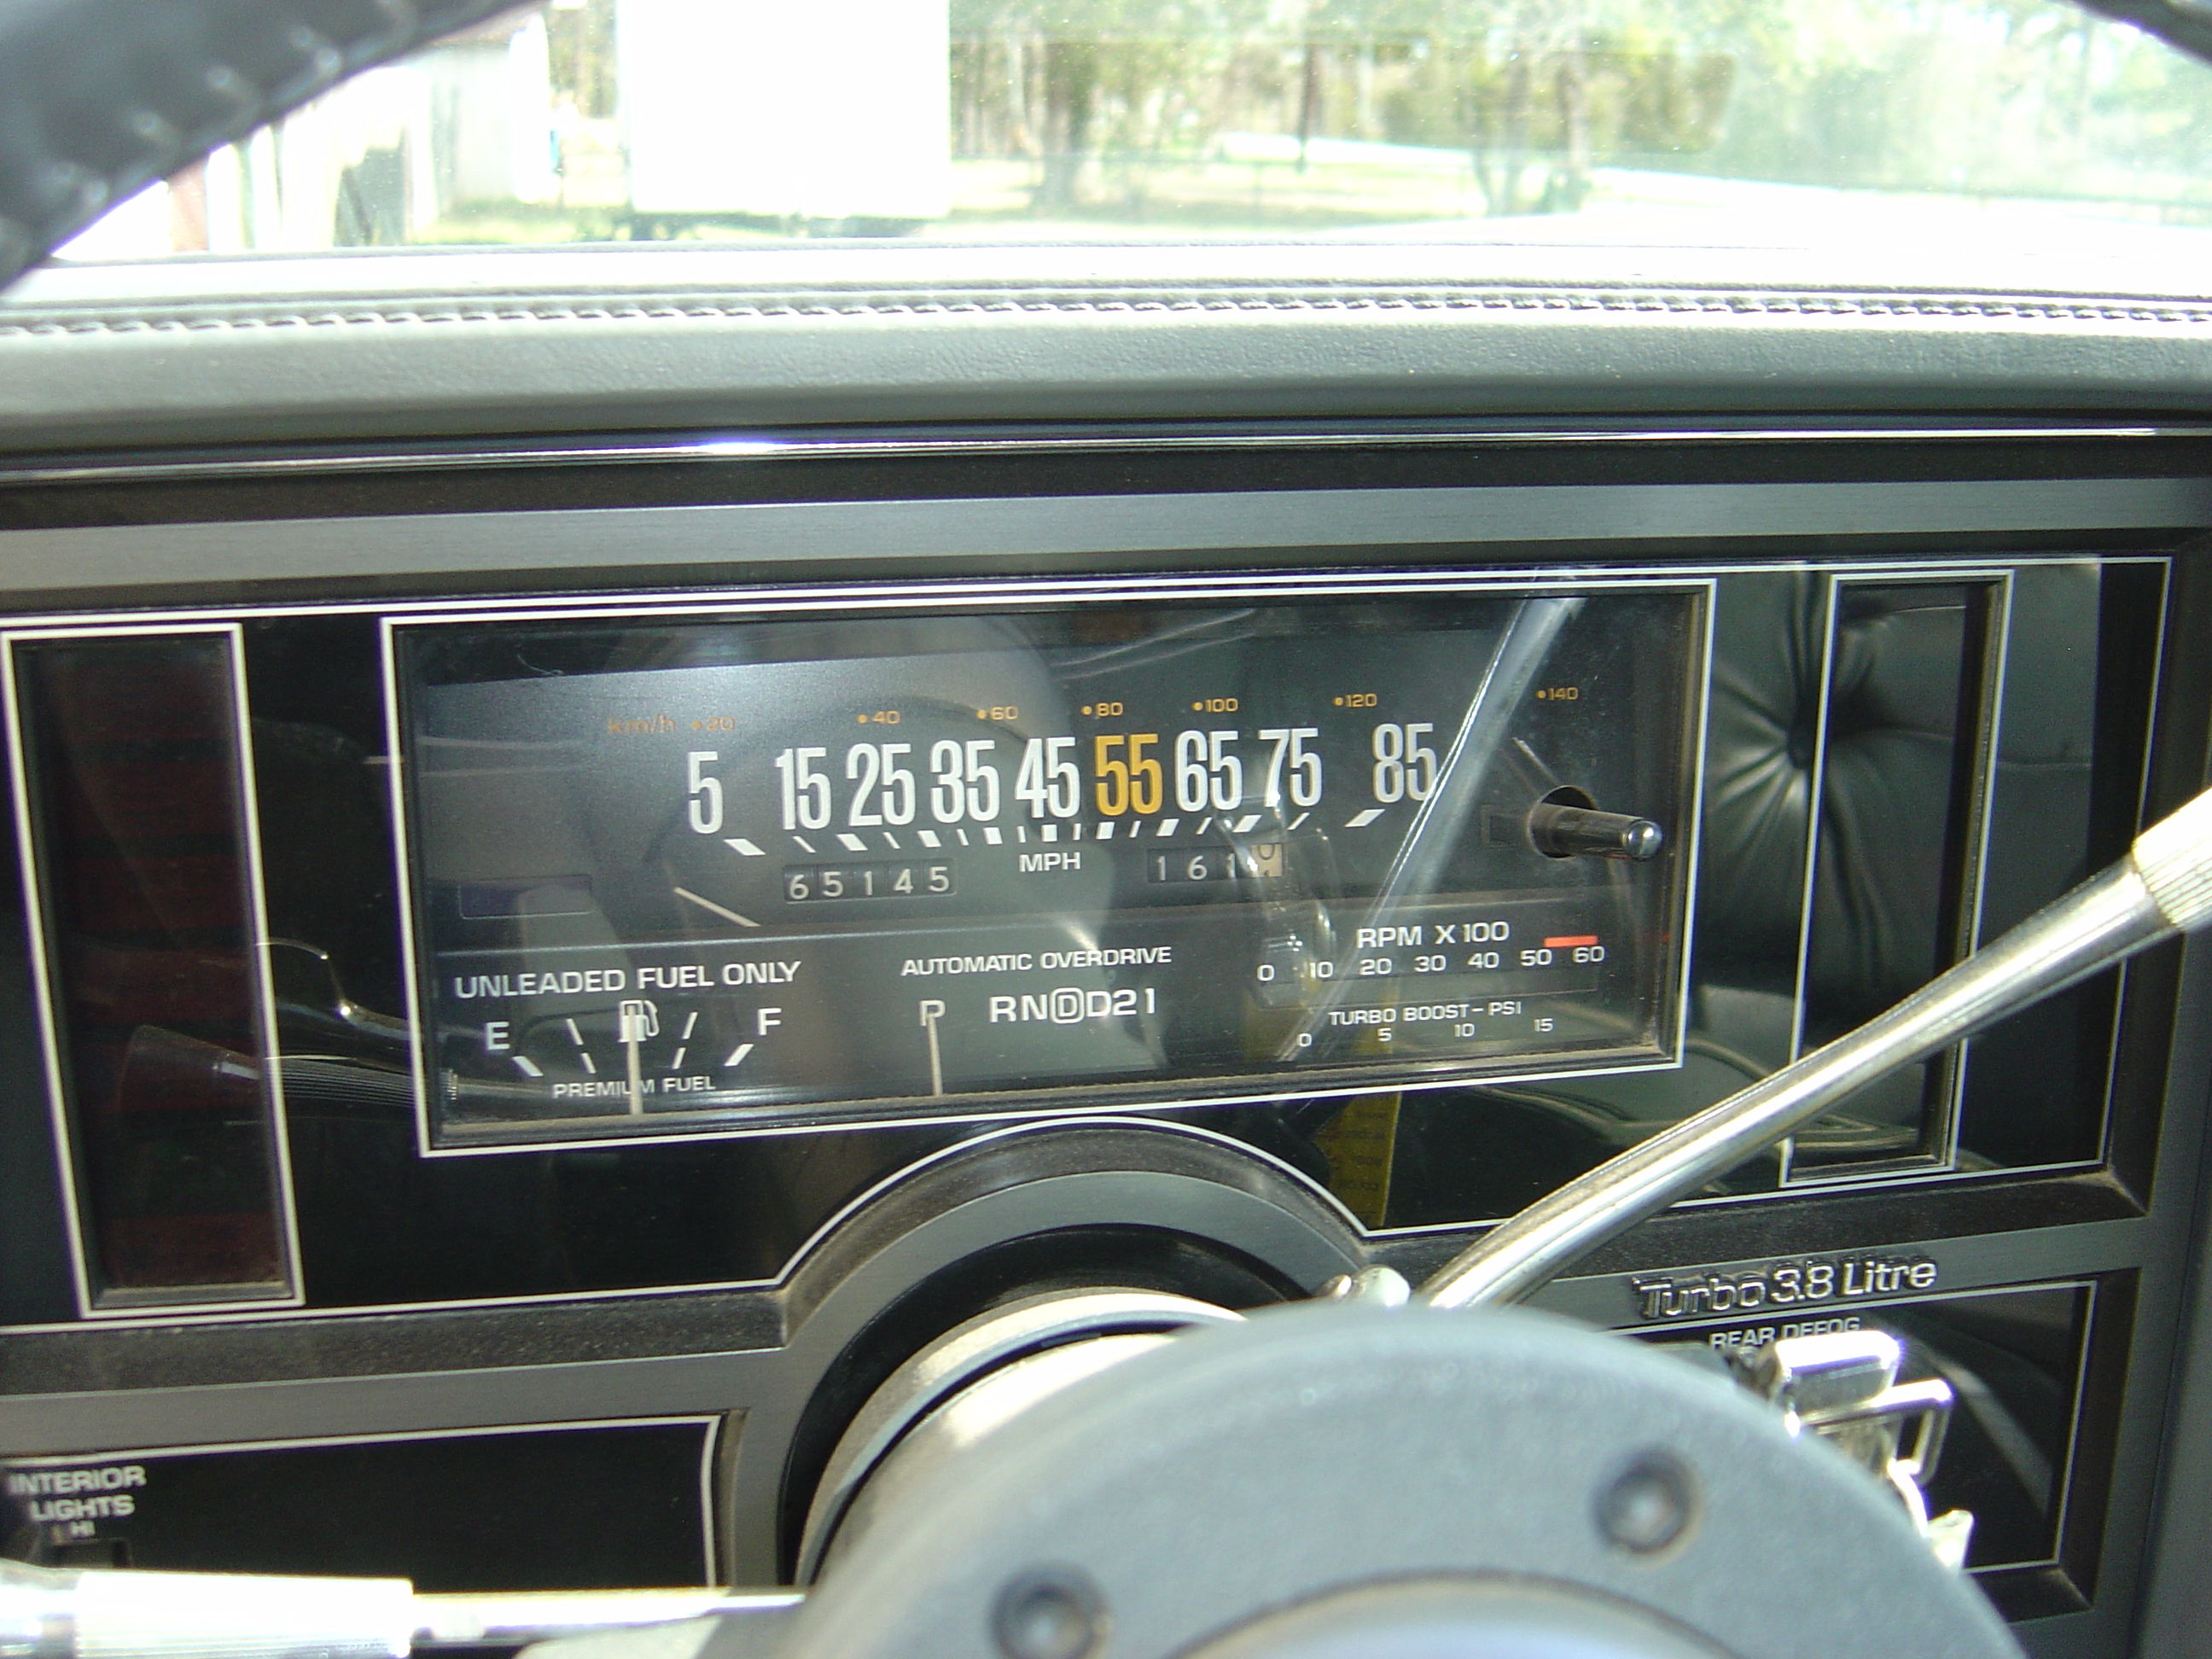 km/h •20 •40 •60 •80 •100 •120 •140
5 15 25 35 45 55 65 75 85
MPH
65145
161
UNLEADED FUEL ONLY
E F
PREMIUM FUEL
AUTOMATIC OVERDRIVE
P RNDD21
RPM X 100
0 10 20 30 40 50 60
TURBO BOOST-PSI
0 5 10 15
Turbo 3.8 Litre
REAR DEFOG
INTERIOR
LIGHTS
HI